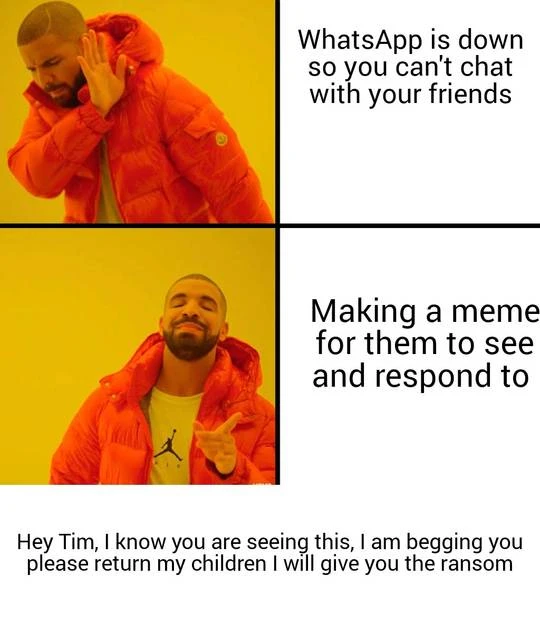 WhatsApp is down
so you can't chat
with your friends
Making a meme
for them to see
and respond to
Hey Tim, I know you are seeing this, I am begging you
please return my children I will give you the ransom